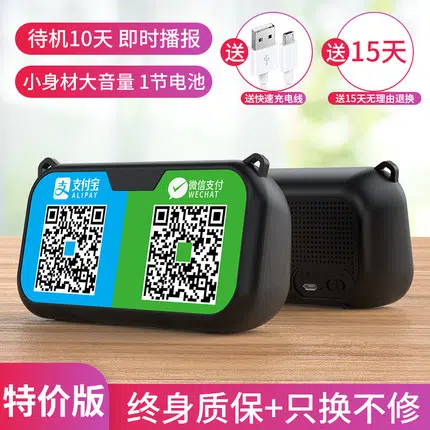 待机10天 即时播报
小身材大音量 1节电池
送
送快速充电线
送15天
送15天无理由退换
支付宝
ALIPAY
微信支付
WECHAT
特价版
终身质保+只换不修